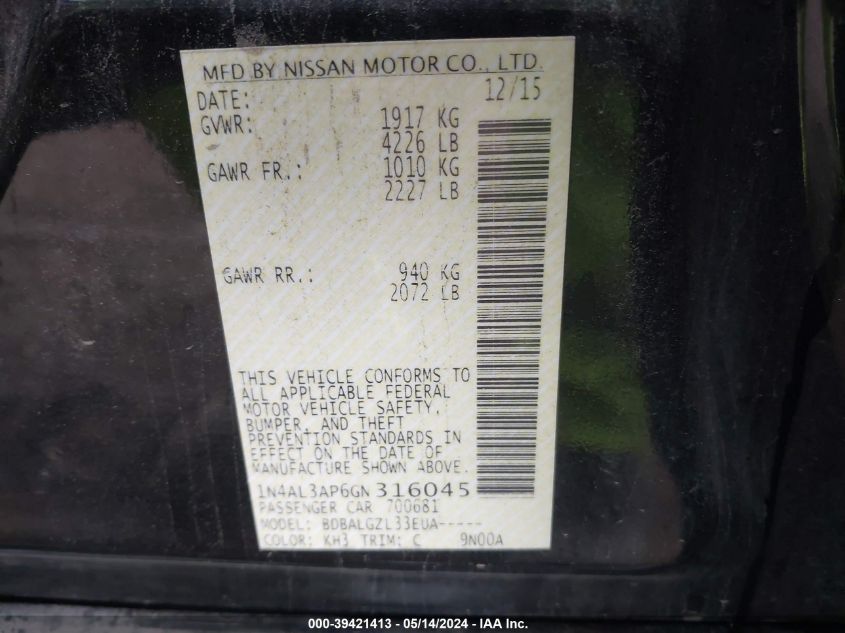 MFD BY NISSAN MOTOR CO., LTD.
DATE: 12/15
GVWR: 1917 KG
4226 LB
GAWR FR.: 1010 KG
2227 LB
GAWR RR.: 940 KG
2072 LB
THIS VEHICLE CONFORMS TO
ALL APPLICABLE FEDERAL
MOTOR VEHICLE SAFETY,
BUMPER, AND THEFT
PREVENTION STANDARDS IN
EFFECT ON THE DATE OF
MANUFACTURE SHOWN ABOVE.
1N4AL3AP6GN316045
PASSENGER CAR 700681
MODEL: BDBALGZL33EUA-----
COLOR: KH3 TRIM: C 9N00A
000-39421413 - 05/14/2024 - IAA Inc.